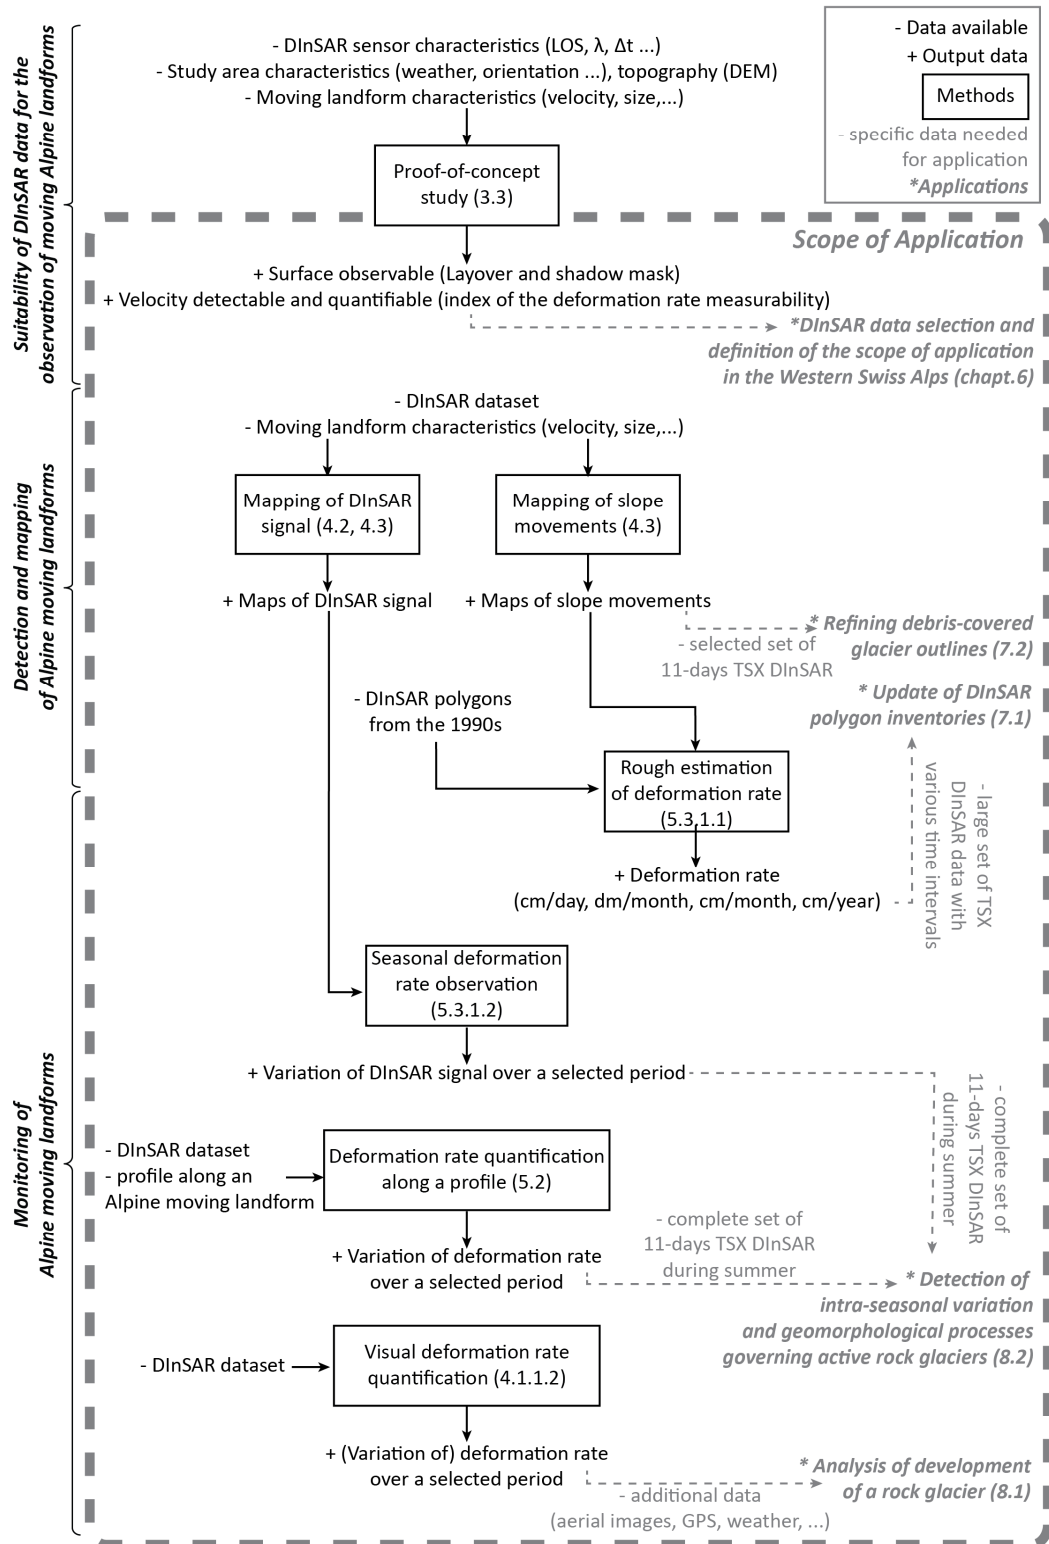 Suitability of DInSAR data for the
observation of moving Alpine landforms
- DInSAR sensor characteristics (LOS, λ, Δt ...)
- Study area characteristics (weather, orientation ...), topography (DEM)
- Moving landform characteristics (velocity, size,...)
- Data available
+ Output data
Methods
- specific data needed
for application
*Applications
Proof-of-concept
study (3.3)
Scope of Application
+ Surface observable (Layover and shadow mask)
+ Velocity detectable and quantifiable (index of the deformation rate measurability)
*DInSAR data selection and
definition of the scope of application
in the Western Swiss Alps (chapt.6)
Detection and mapping
of Alpine moving landforms
- DInSAR dataset
- Moving landform characteristics (velocity, size,...)
Mapping of DInSAR
signal (4.2, 4.3)
Mapping of slope
movements (4.3)
+ Maps of DInSAR signal
+ Maps of slope movements
- selected set of
11-days TSX DInSAR
* Refining debris-covered
glacier outlines (7.2)
* Update of DInSAR
polygon inventories (7.1)
- DInSAR polygons
from the 1990s
Rough estimation
of deformation rate
(5.3.1.1)
- large set of TSX
DInSAR data with
various time intervals
+ Deformation rate
(cm/day, dm/month, cm/month, cm/year)
Monitoring of
Alpine moving landforms
Seasonal deformation
rate observation
(5.3.1.2)
+ Variation of DInSAR signal over a selected period
- complete set of
11-days TSX DInSAR
during summer
- DInSAR dataset
- profile along an
Alpine moving landform
Deformation rate quantification
along a profile (5.2)
+ Variation of deformation rate
over a selected period
- complete set of
11-days TSX DInSAR
during summer
* Detection of
intra-seasonal variation
and geomorphological processes
governing active rock glaciers (8.2)
- DInSAR dataset
Visual deformation rate
quantification (4.1.1.2)
+ (Variation of) deformation rate
over a selected period
- additional data
(aerial images, GPS, weather, ...)
* Analysis of development
of a rock glacier (8.1)